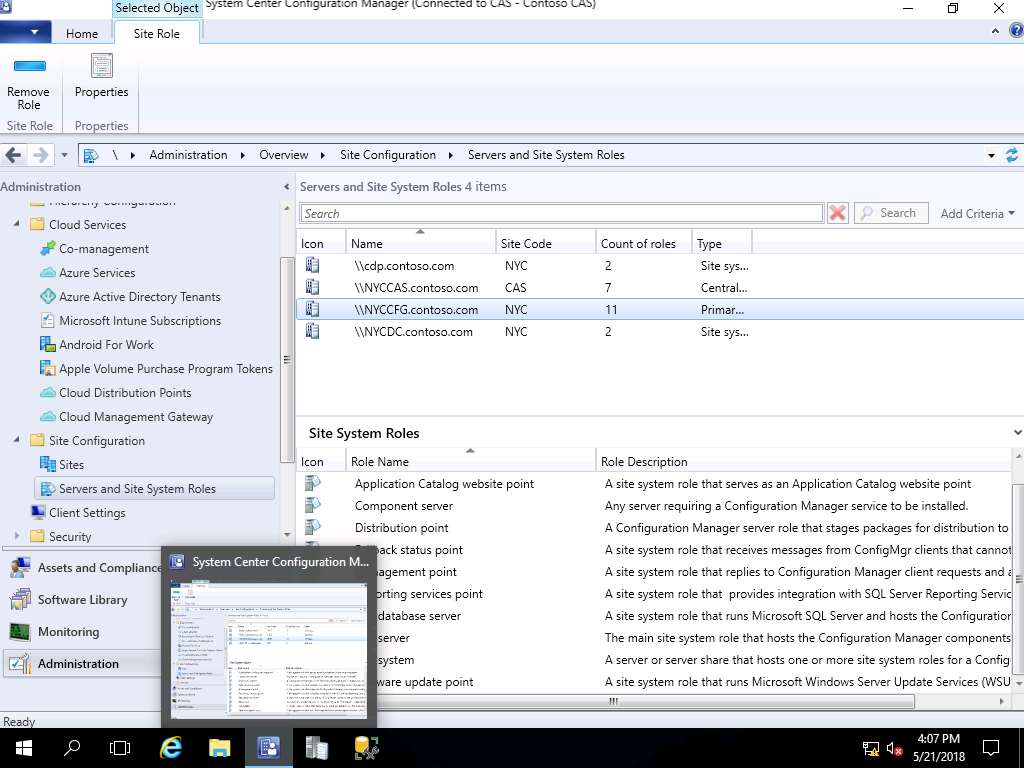 Selected Object
System Center Configuration Manager (Connected to CAS - Contoso CAS)
Home
Site Role
Remove Role
Properties
Site Role
Properties
\ Administration Overview Site Configuration Servers and Site System Roles
Administration
Hierarchy Configuration
Cloud Services
Co-management
Azure Services
Azure Active Directory Tenants
Microsoft Intune Subscriptions
Android For Work
Apple Volume Purchase Program Tokens
Cloud Distribution Points
Cloud Management Gateway
Site Configuration
Sites
Servers and Site System Roles
Client Settings
Security
Assets and Compliance
Software Library
Monitoring
Administration
Servers and Site System Roles 4 items
Search
Search
Add Criteria
Icon Name Site Code Count of roles Type
\\cdp.contoso.com NYC 2 Site sys...
\\NYCCAS.contoso.com CAS 7 Central...
\\NYCCFG.contoso.com NYC 11 Primar...
\\NYCDC.contoso.com NYC 2 Site sys...
Site System Roles
Icon Role Name Role Description
Application Catalog website point A site system role that serves as an Application Catalog website point
Component server Any server requiring a Configuration Manager service to be installed.
Distribution point A Configuration Manager server role that stages packages for distribution to
back status point A site system role that receives messages from ConfigMgr clients that cannot
agement point A site system role that replies to Configuration Manager client requests and a
orting services point A site system role that provides integration with SQL Server Reporting Servic
database server A site system role that runs Microsoft SQL Server and hosts the Configuration
server The main site system role that hosts the Configuration Manager components
system A server or server share that hosts one or more site system roles for a Config
ware update point A site system role that runs Microsoft Windows Server Update Services (WSU
System Center Configuration M...
Ready
4:07 PM
5/21/2018